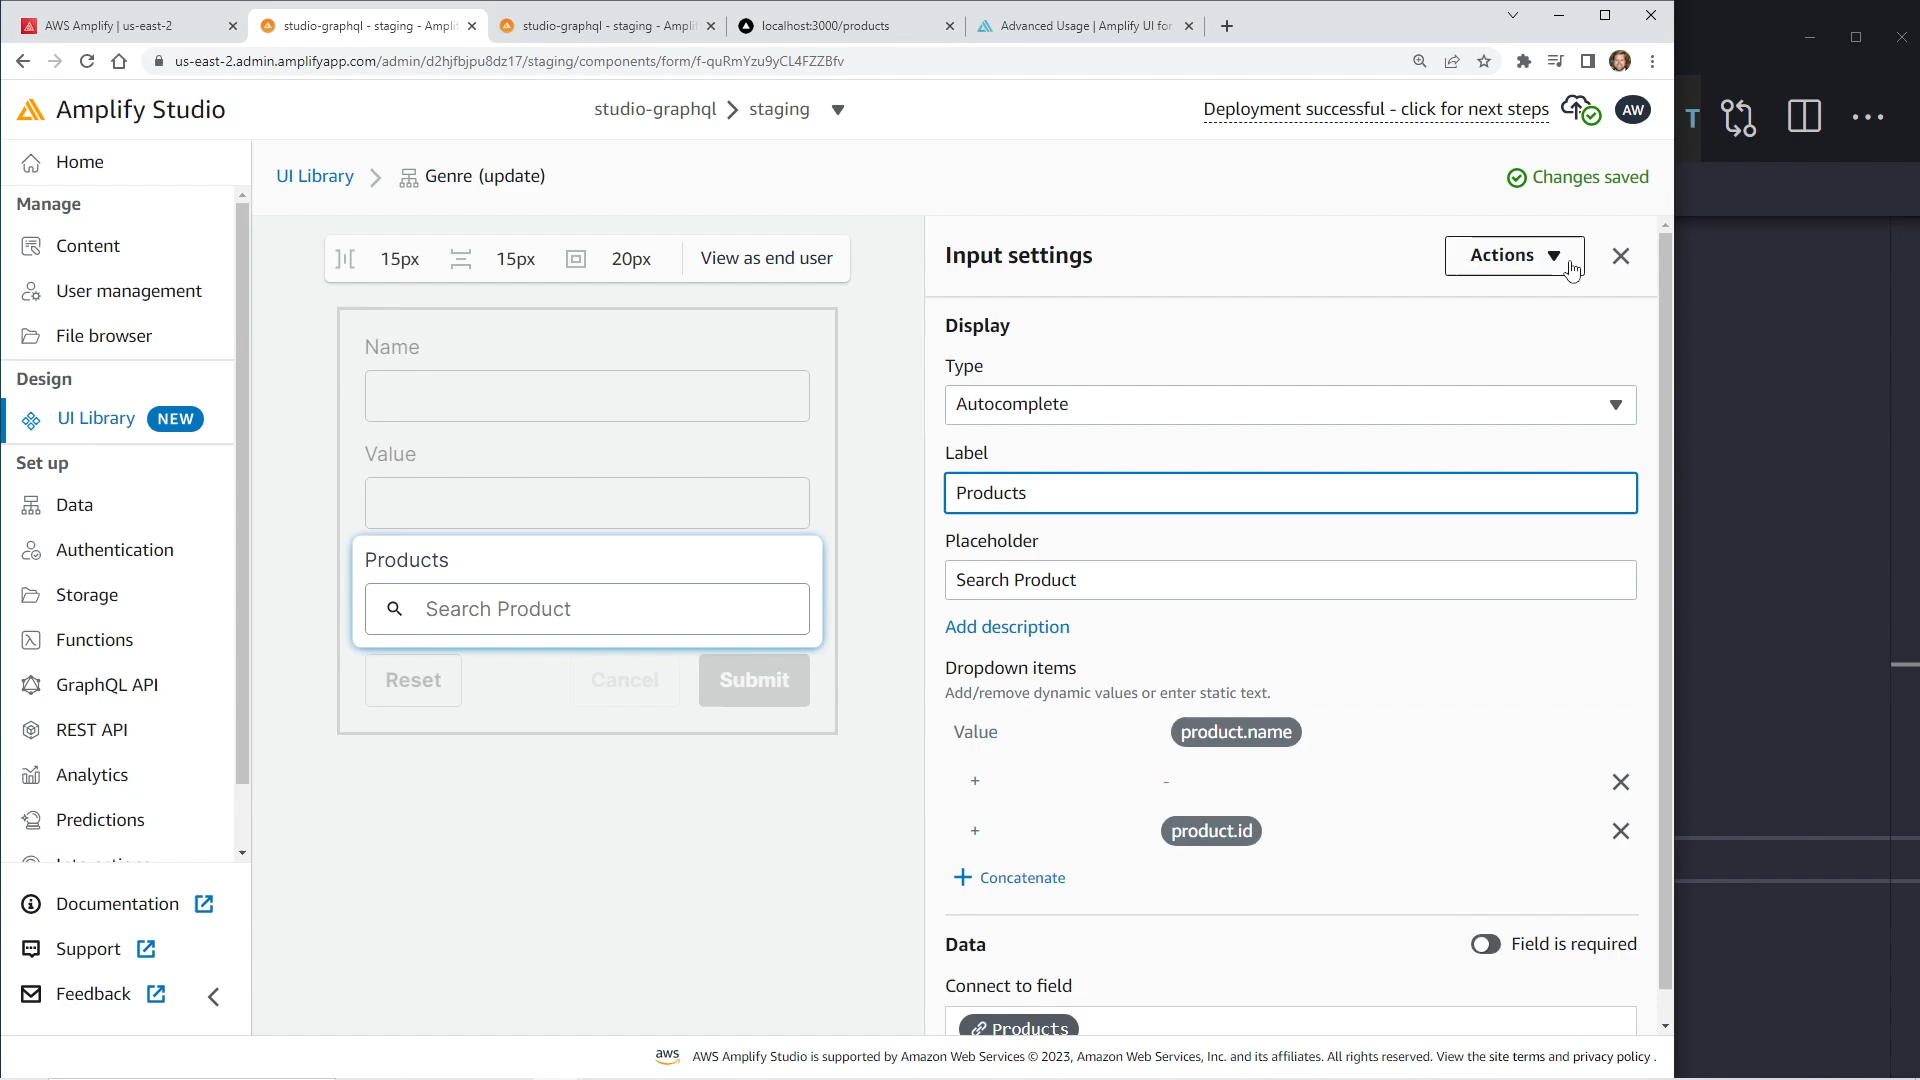 AWS Amplify | us-east-2
studio-graphql - staging - Amplif
studio-graphql - staging - Amplif
localhost:3000/products
Advanced Usage | Amplify UI for
us-east-2.admin.amplifyapp.com/admin/d2hjfbjpu8dz17/staging/components/form/f-quRmYzu9yCL4FZZBfv
Amplify Studio
studio-graphql
staging
Deployment successful - click for next steps
AW
Home
Manage
Content
User management
File browser
Design
UI Library NEW
Set up
Data
Authentication
Storage
Functions
GraphQL API
REST API
Analytics
Predictions
Documentation
Support
Feedback
UI Library
Genre (update)
Changes saved
15px
15px
20px
View as end user
Name
Value
Products
Search Product
Reset
Cancel
Submit
Input settings
Actions
Display
Type
Autocomplete
Label
Products
Placeholder
Search Product
Add description
Dropdown items
Add/remove dynamic values or enter static text.
Value product.name
+ -
+ product.id
+ Concatenate
Data
Field is required
Connect to field
Products
aws AWS Amplify Studio is supported by Amazon Web Services © 2023, Amazon Web Services, Inc. and its affiliates. All rights reserved. View the site terms and privacy policy .
T